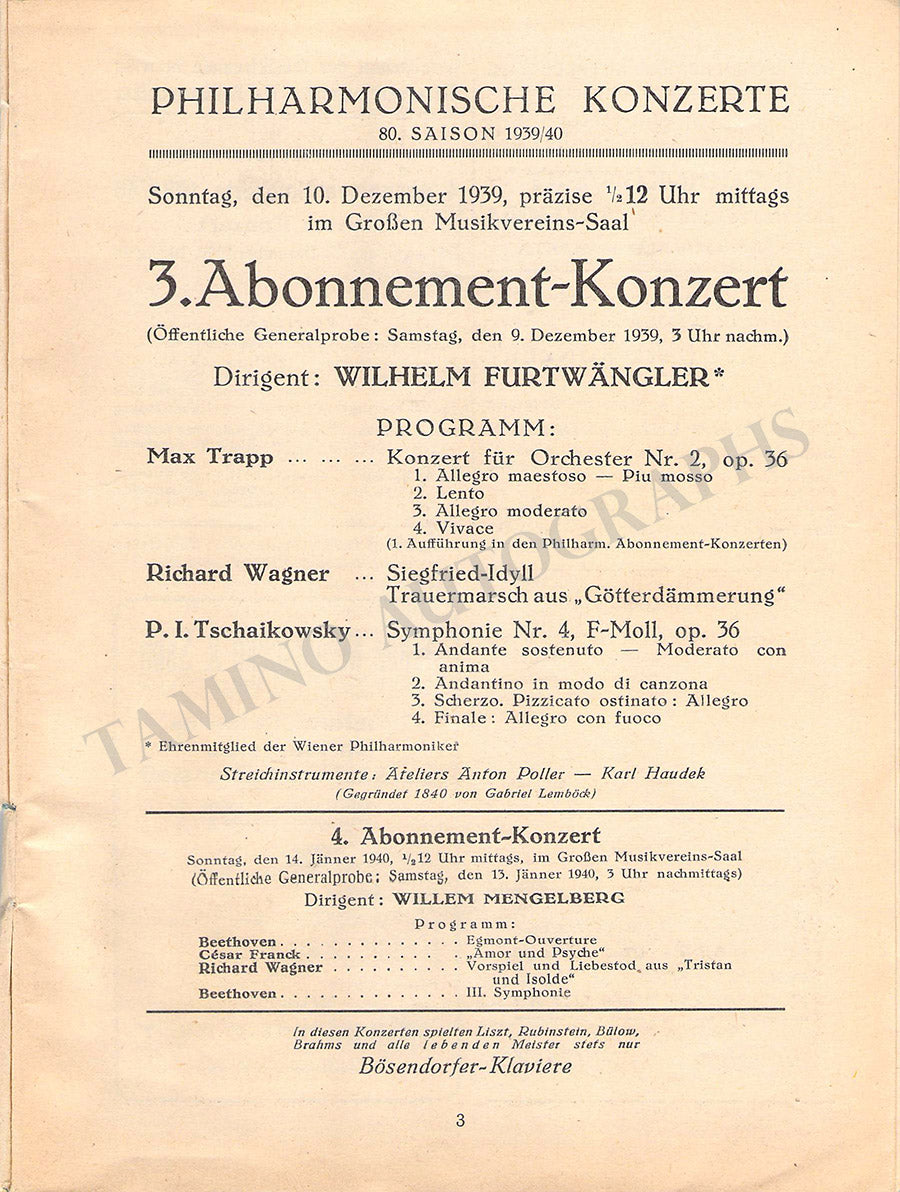 PHILHARMONISCHE KONZERTE
80. SAISON 1939/40
Sonntag, den 10. Dezember 1939, präzise ½12 Uhr mittags
im Großen Musikvereins-Saal
3. Abonnement-Konzert
(Öffentliche Generalprobe: Samstag, den 9. Dezember 1939, 3 Uhr nachm.)
Dirigent: WILHELM FURTWÄNGLER*
PROGRAMM:
Max Trapp ... ... ... Konzert für Orchester Nr. 2, op. 36
1. Allegro maestoso — Piu mosso
2. Lento
3. Allegro moderato
4. Vivace
(1. Aufführung in den Philharm. Abonnement-Konzerten)
Richard Wagner ... Siegfried-Idyll
Trauermarsch aus „Götterdämmerung“
P. I. Tschaikowsky ... Symphonie Nr. 4, F-Moll, op. 36
1. Andante sostenuto — Moderato con
anima
2. Andantino in modo di canzona
3. Scherzo. Pizzicato ostinato: Allegro
4. Finale: Allegro con fuoco
* Ehrenmitglied der Wiener Philharmoniker
Streichinstrumente: Ateliers Anton Poller — Karl Haudek
(Gegründet 1840 von Gabriel Lemböck)
4. Abonnement-Konzert
Sonntag, den 14. Jänner 1940, ½12 Uhr mittags, im Großen Musikvereins-Saal
(Öffentliche Generalprobe: Samstag, den 13. Jänner 1940, 3 Uhr nachmittags)
Dirigent: WILLEM MENGELBERG
Programm:
Beethoven . . . . . . . . . . . . . . Egmont-Ouverture
César Franck . . . . . . . . . . . . „Amor und Psyche“
Richard Wagner . . . . . . . . . . Vorspiel und Liebestod aus „Tristan
und Isolde“
Beethoven . . . . . . . . . . . . . . III. Symphonie
In diesen Konzerten spielten Liszt, Rubinstein, Bülow,
Brahms und alle lebenden Meister stets nur
Bösendorfer-Klaviere
3
TAMINO AUTOGRAPHS